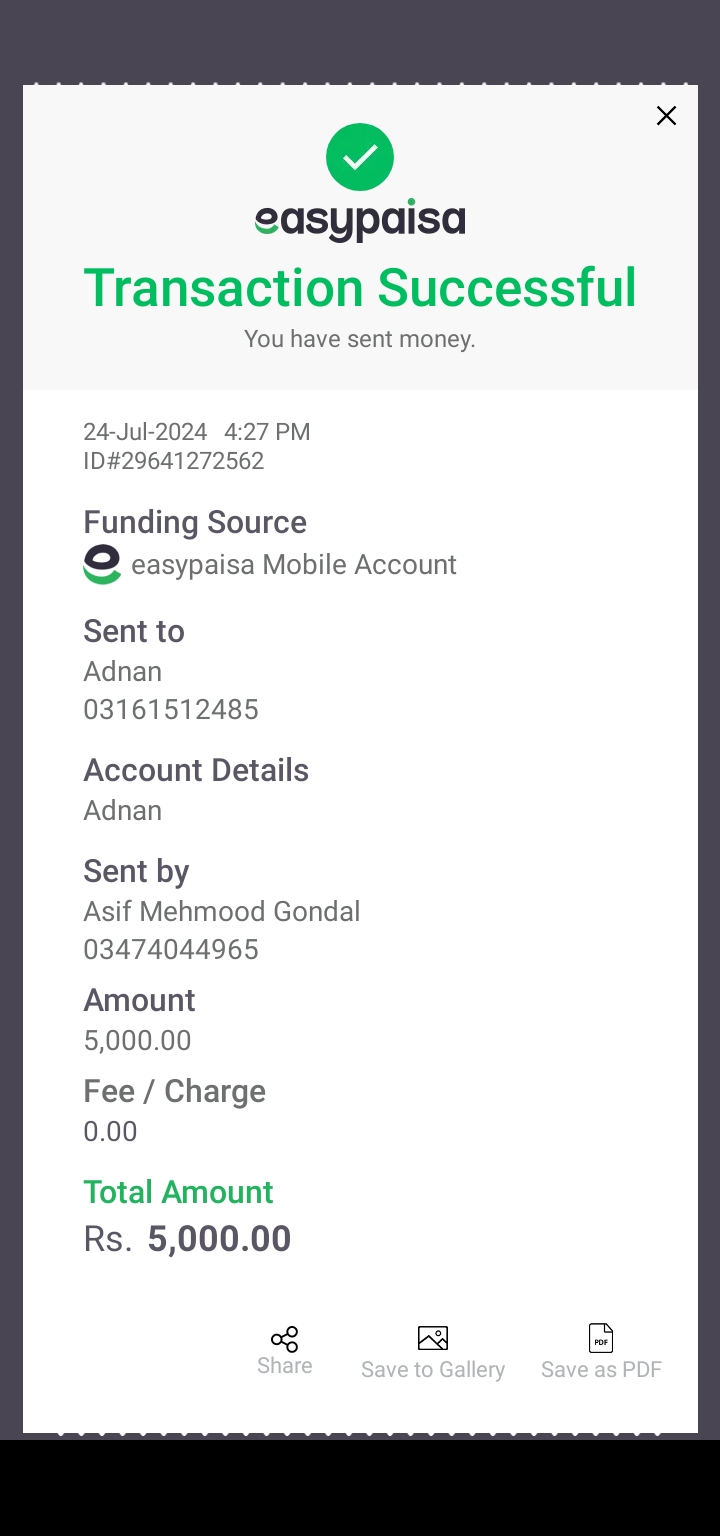 easypaisa
Transaction Successful
You have sent money.
24-Jul-2024 4:27 PM
ID#29641272562
Funding Source
easypaisa Mobile Account
Sent to
Adnan
03161512485
Account Details
Adnan
Sent by
Asif Mehmood Gondal
03474044965
Amount
5,000.00
Fee / Charge
0.00
Total Amount
Rs. 5,000.00
PDF
Share
Save to Gallery
Save as PDF